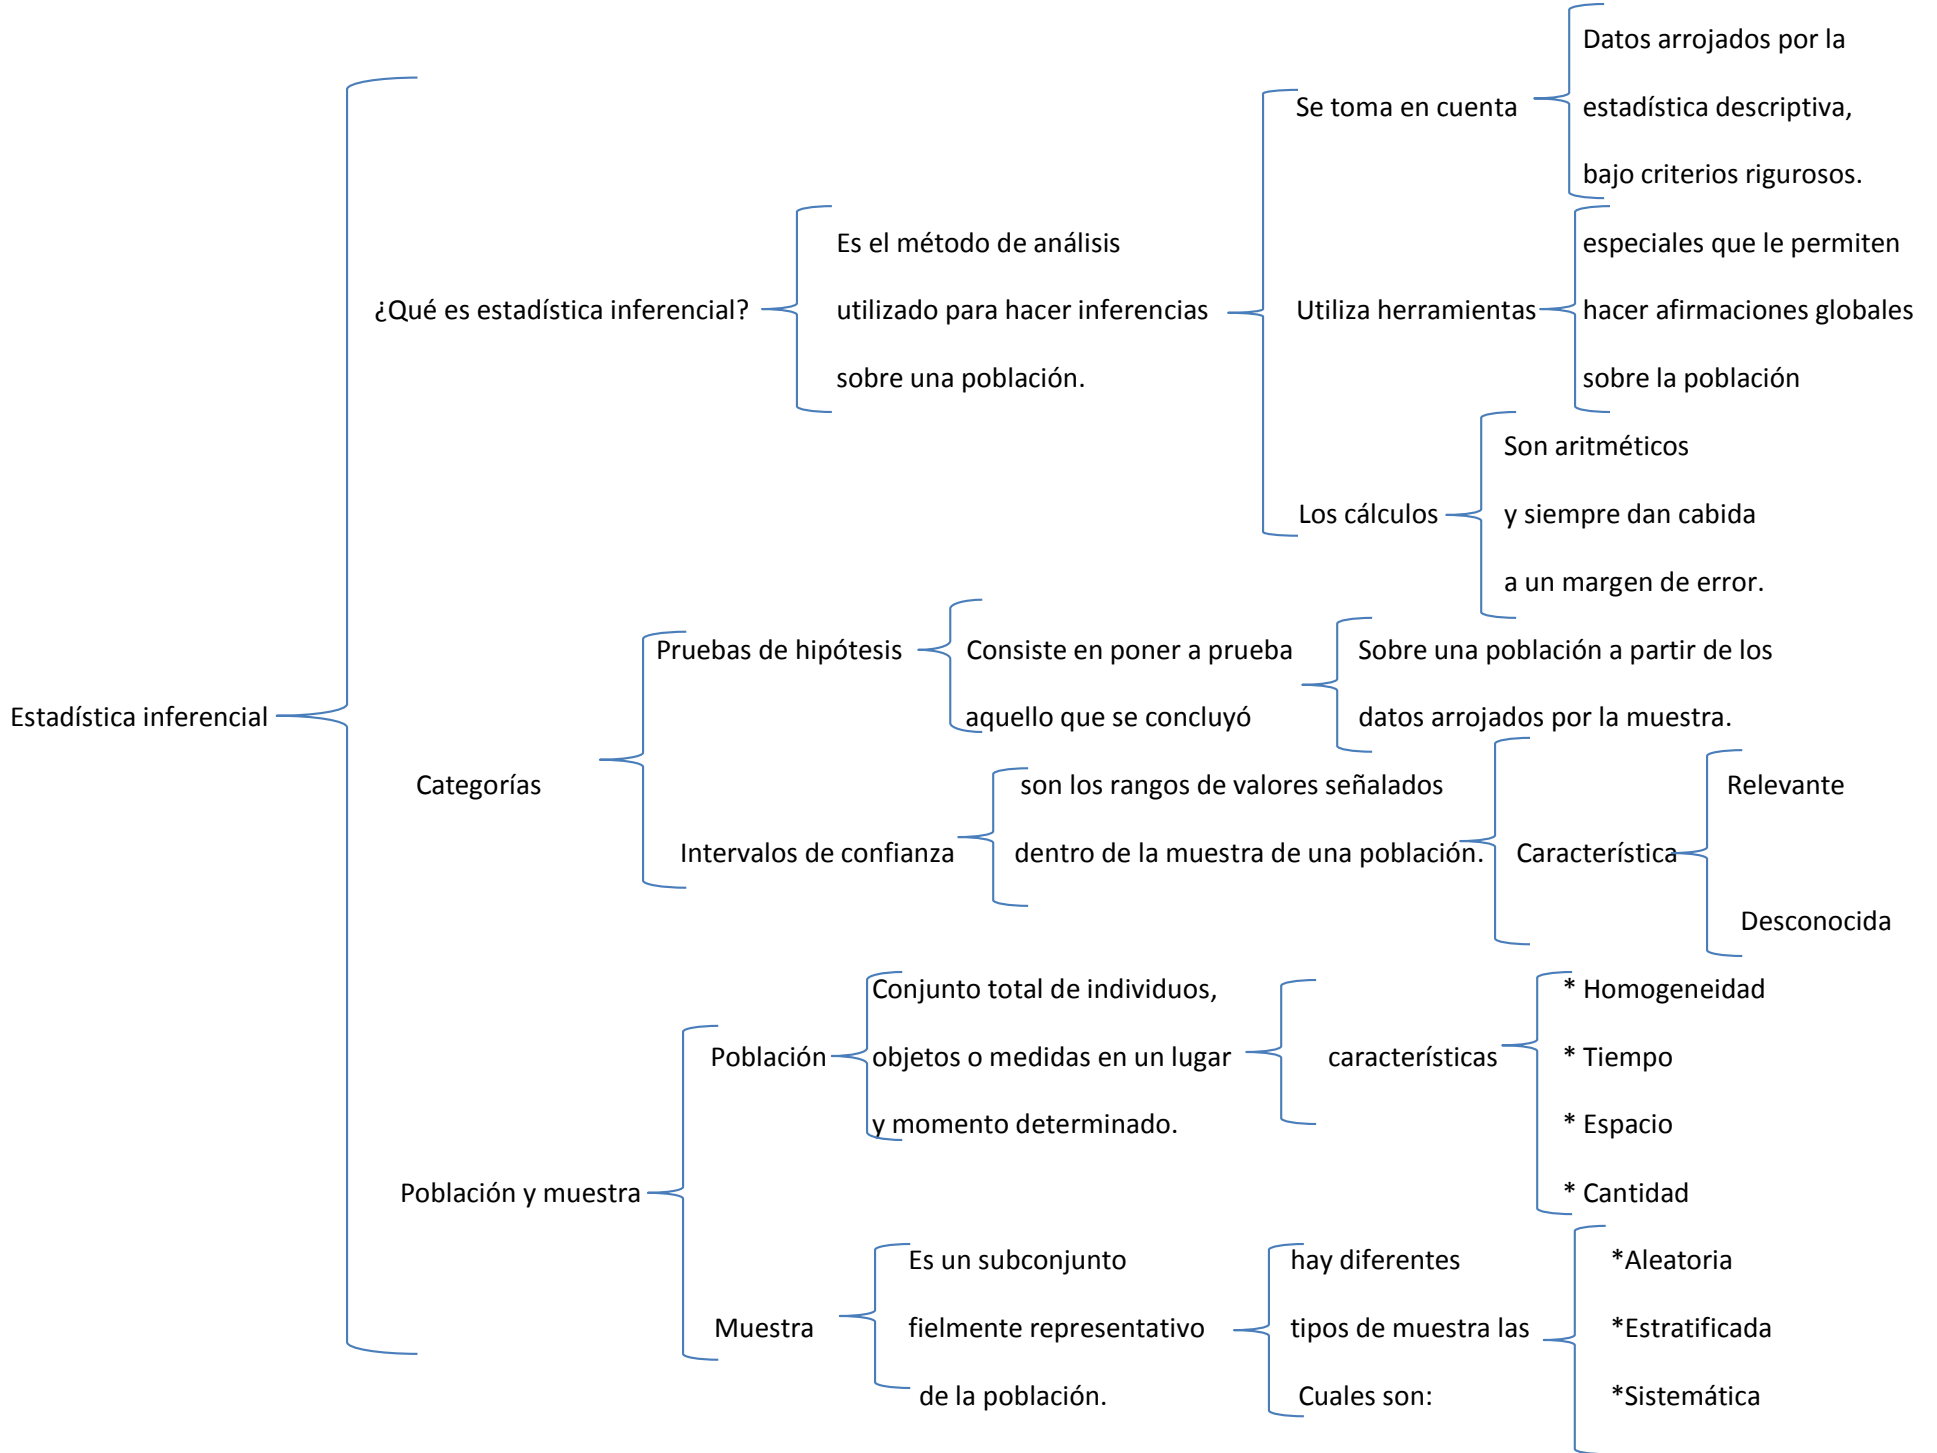 Datos arrojados por la
Se toma en cuenta
estadística descriptiva,
bajo criterios rigurosos.
Es el método de análisis
especiales que le permiten
¿Qué es estadística inferencial?
utilizado para hacer inferencias
Utiliza herramientas
hacer afirmaciones globales
sobre una población.
sobre la población
Son aritméticos
Los cálculos
y siempre dan cabida
a un margen de error.
Pruebas de hipótesis
Consiste en poner a prueba
Sobre una población a partir de los
Estadística inferencial
aquello que se concluyó
datos arrojados por la muestra.
Categorías
son los rangos de valores señalados
Relevante
Intervalos de confianza
dentro de la muestra de una población.
Característica
Desconocida
Conjunto total de individuos,
* Homogeneidad
Población
objetos o medidas en un lugar
características
* Tiempo
y momento determinado.
* Espacio
Población y muestra
* Cantidad
Es un subconjunto
hay diferentes
*Aleatoria
Muestra
fielmente representativo
tipos de muestra las
*Estratificada
de la población.
Cuales son:
*Sistemática